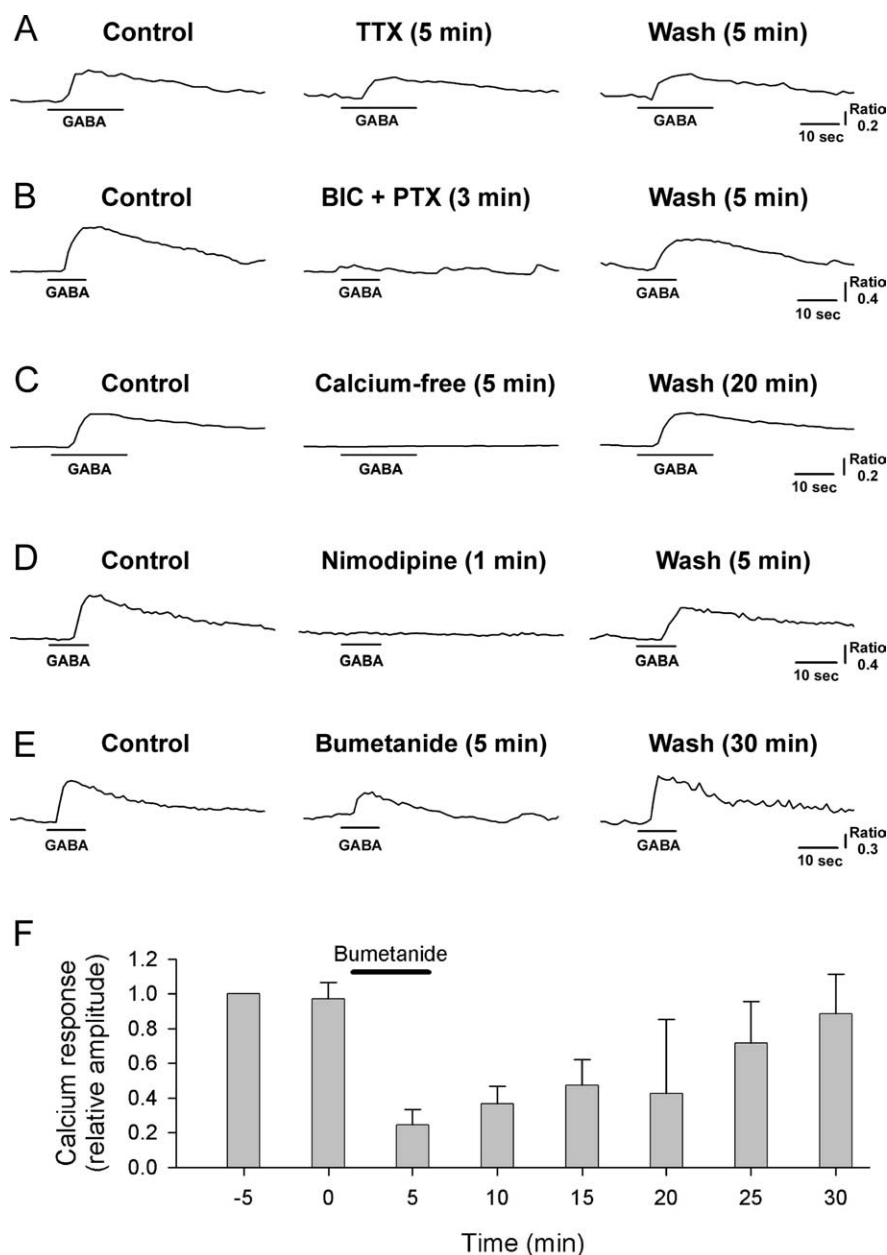 A
Control
TTX (5 min)
Wash (5 min)
GABA
GABA
GABA
10 sec
Ratio
0.2
B
Control
BIC + PTX (3 min)
Wash (5 min)
GABA
GABA
GABA
10 sec
Ratio
0.4
C
Control
Calcium-free (5 min)
Wash (20 min)
GABA
GABA
GABA
10 sec
Ratio
0.2
D
Control
Nimodipine (1 min)
Wash (5 min)
GABA
GABA
GABA
10 sec
Ratio
0.4
E
Control
Bumetanide (5 min)
Wash (30 min)
GABA
GABA
GABA
10 sec
Ratio
0.3
F
Calcium response
(relative amplitude)
1.2
1.0
0.8
0.6
0.4
0.2
0.0
Bumetanide
-5 0 5 10 15 20 25 30
Time (min)